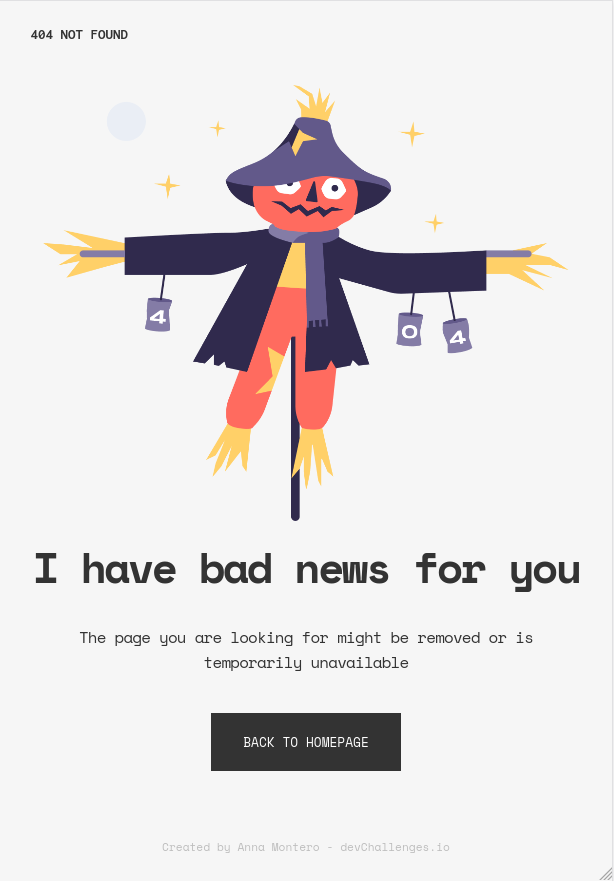 404 NOT FOUND
4
0
4
I have bad news for you
The page you are looking for might be removed or is
temporarily unavailable
BACK TO HOMEPAGE
Created by Anna Montero - devChallenges.io